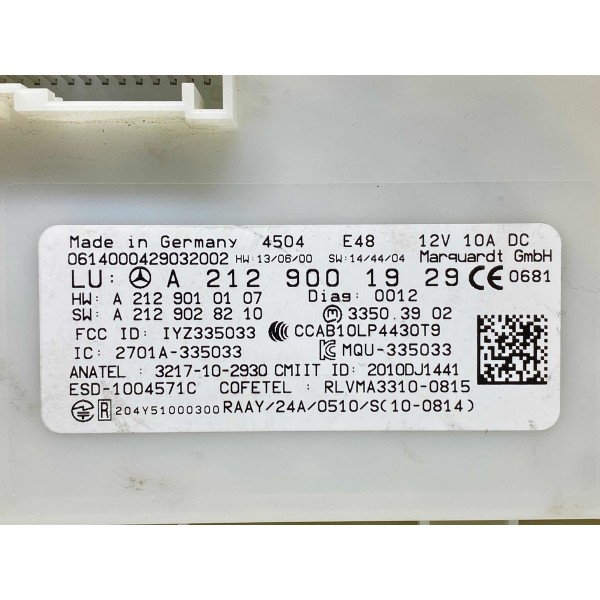 Made in Germany 4504 E48 12V 10A DC
0614000429032002 HW:13/06/00 SW:14/44/04 Marquardt GmbH
LU: A 212 900 19 29 CE 0681
HW: A 212 901 01 07 Diag: 0012
SW: A 212 902 82 10 M 3350.3902
FCC ID: IYZ335033 CCAB10LP4430T9
IC: 2701A-335033 MQU-335033
ANATEL : 3217-10-2930 CMIIT ID: 2010DJ1441
ESD-1004571C COFETEL : RLVMA3310-0815
R 204Y51000300 RAAY/24A/0510/S(10-0814)